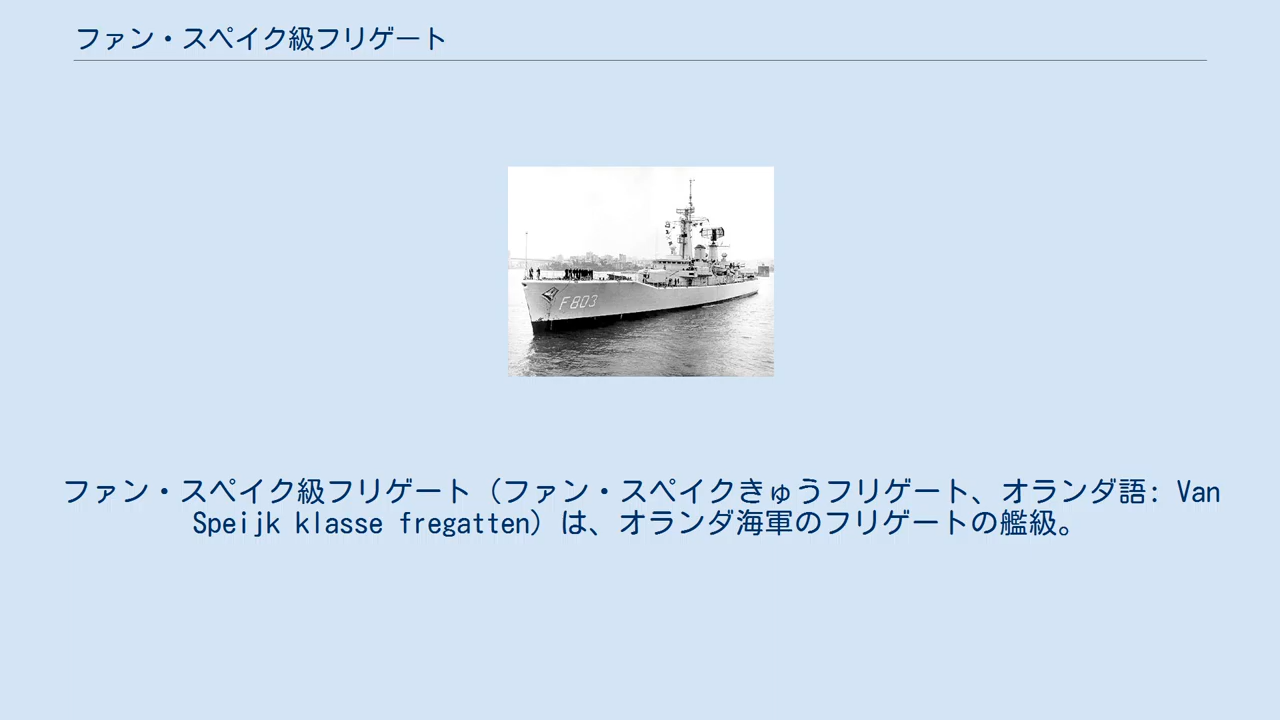 ファン・スペイク級フリゲート
F803
ファン・スペイク級フリゲート（ファン・スペイクきゅうフリゲート、オランダ語: Van
Speijk klasse fregatten）は、オランダ海軍のフリゲートの艦級。